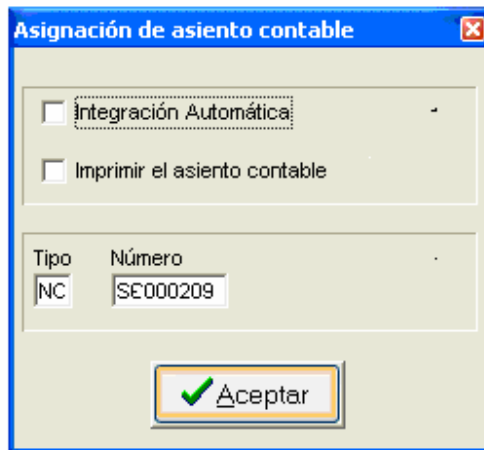 Asignación de asiento contable
Integración Automática
Imprimir el asiento contable
Tipo Número
NC SE000209
Aceptar